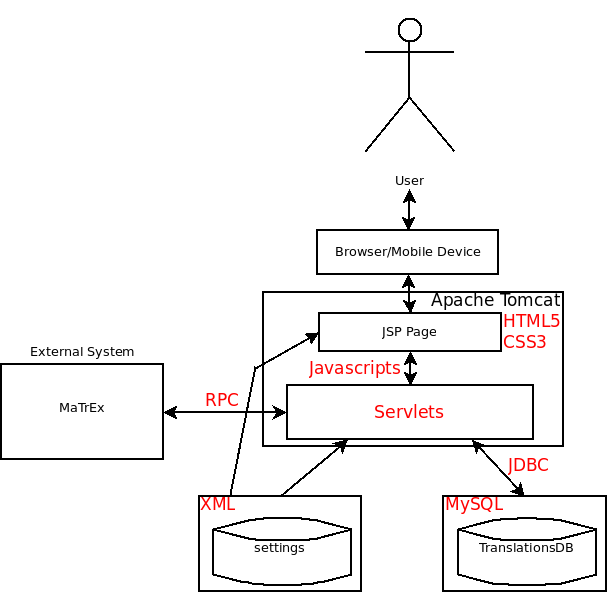 User
Browser/Mobile Device
Apache Tomcat
JSP Page
HTML5
CSS3
Javascripts
External System
MaTrEx
RPC
Servlets
JDBC
XML
settings
MySQL
TranslationsDB